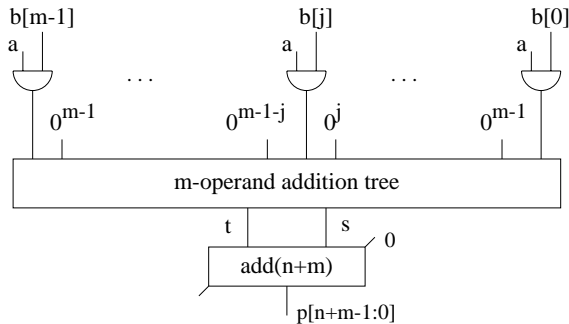 b[m-1] b[j] b[0]
a a a
. . . . . .
0^m-1 0^m-1-j 0^j 0^m-1
m-operand addition tree
t s
0
add(n+m)
p[n+m-1:0]